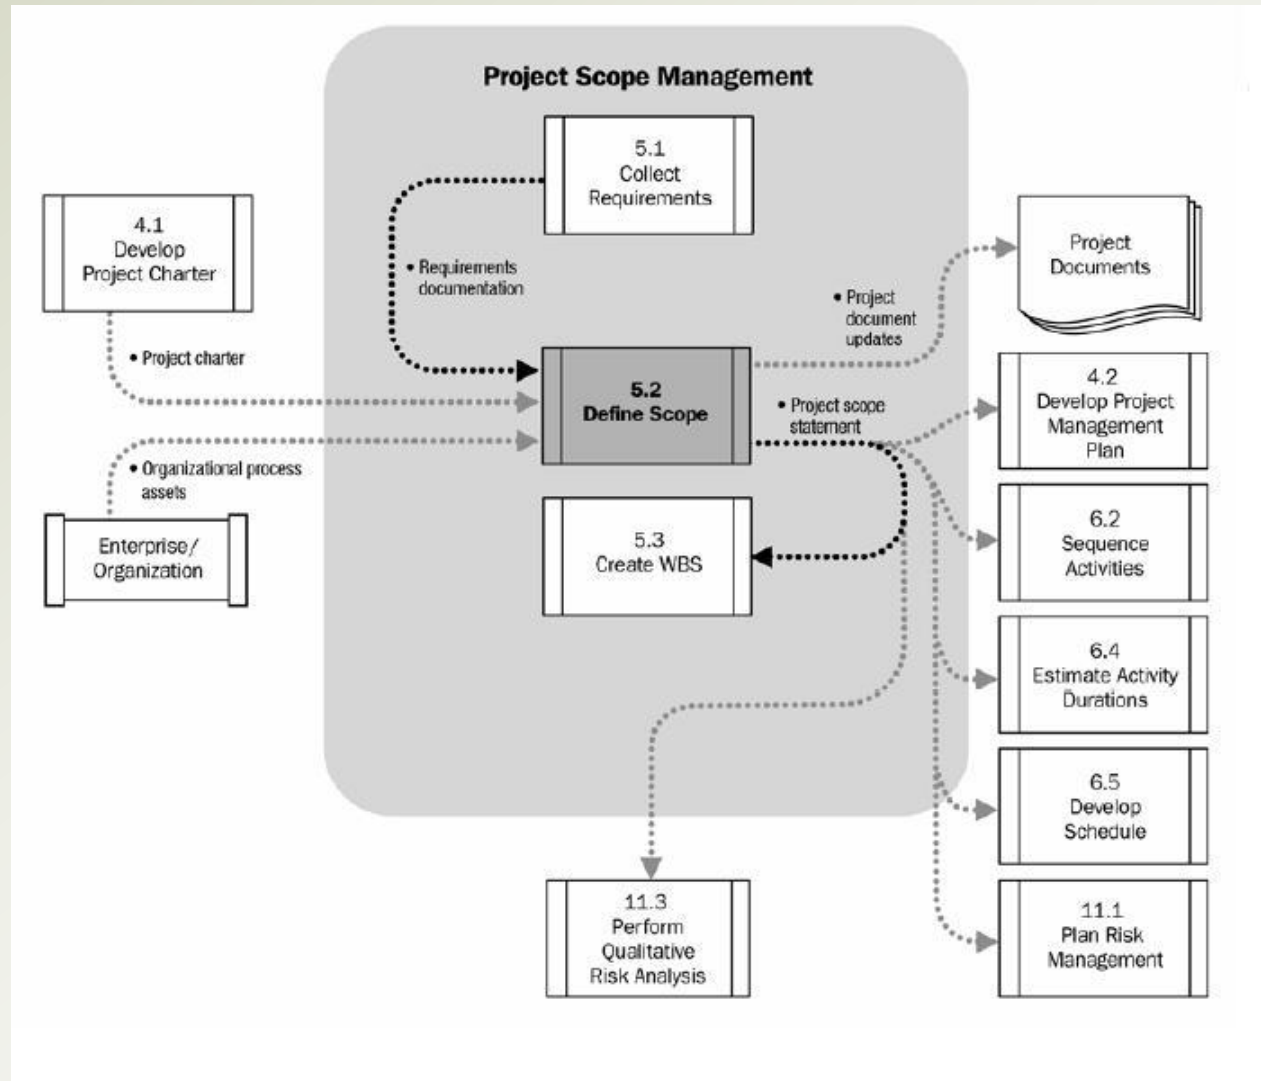 Project Scope Management
5.1
Collect
Requirements
4.1
Develop
Project Charter
• Requirements
documentation
Project
Documents
• Project
document
updates
• Project charter
5.2
Define Scope
• Project scope
statement
4.2
Develop Project
Management
Plan
• Organizational process
assets
Enterprise/
Organization
5.3
Create WBS
6.2
Sequence
Activities
6.4
Estimate Activity
Durations
6.5
Develop
Schedule
11.3
Perform
Qualitative
Risk Analysis
11.1
Plan Risk
Management